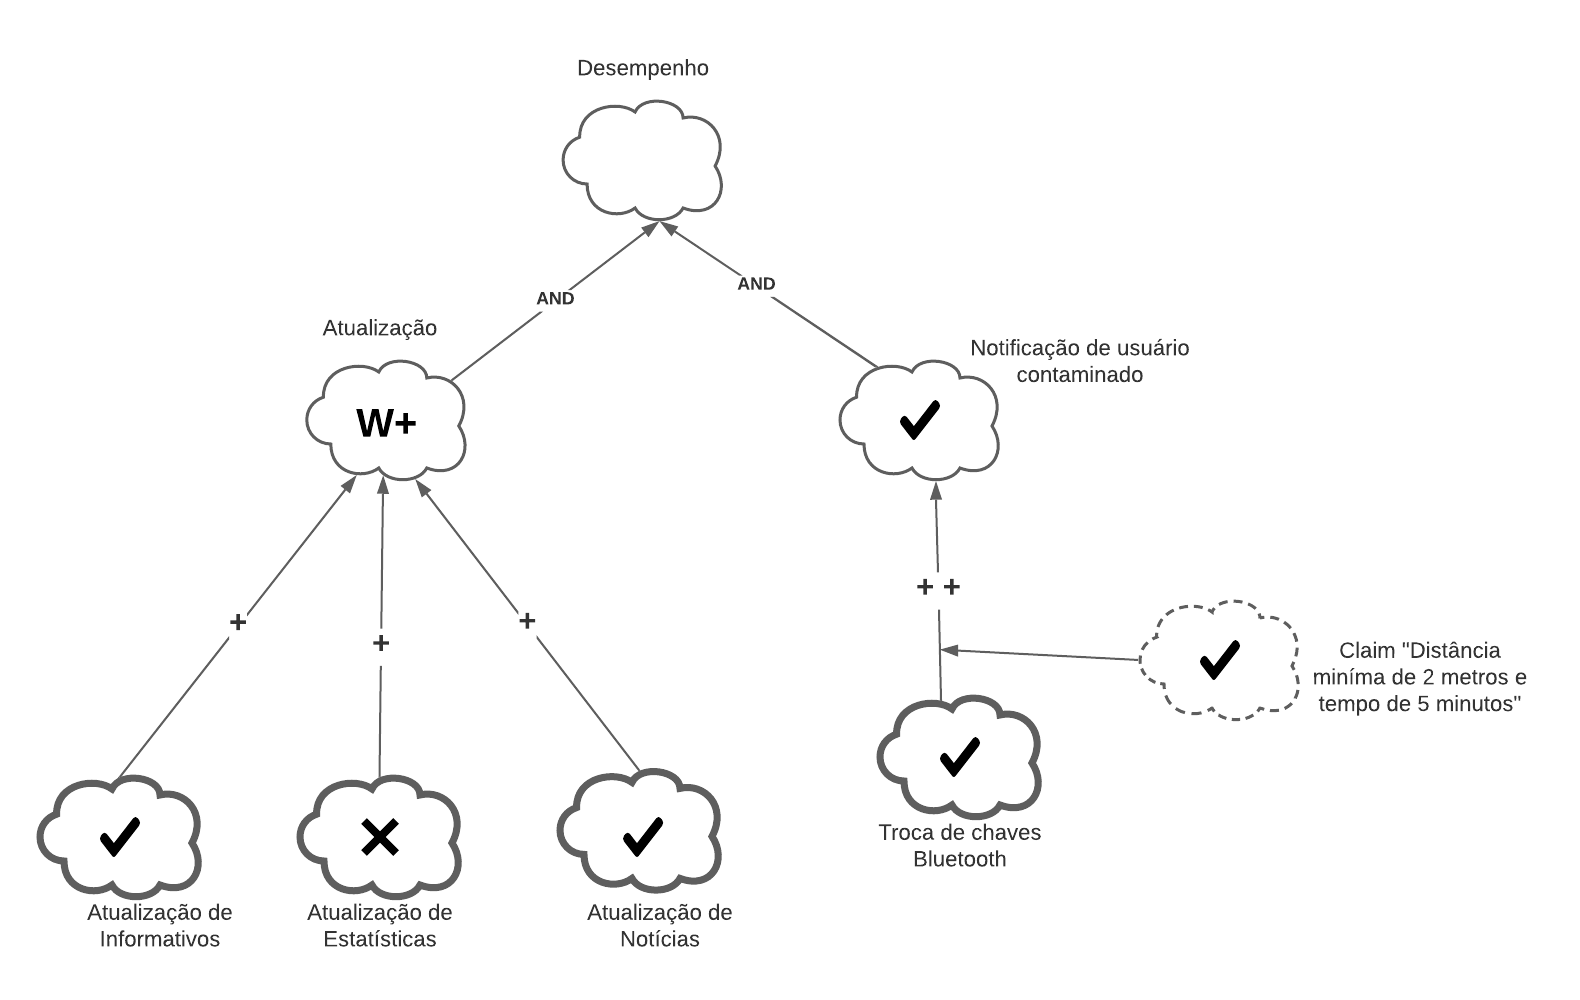 Desempenho
AND
AND
Atualização
Notificação de usuário
contaminado
W+
+
+
+
+ +
Claim "Distância
miníma de 2 metros e
tempo de 5 minutos"
Troca de chaves
Bluetooth
Atualização de
Informativos
Atualização de
Estatísticas
Atualização de
Notícias